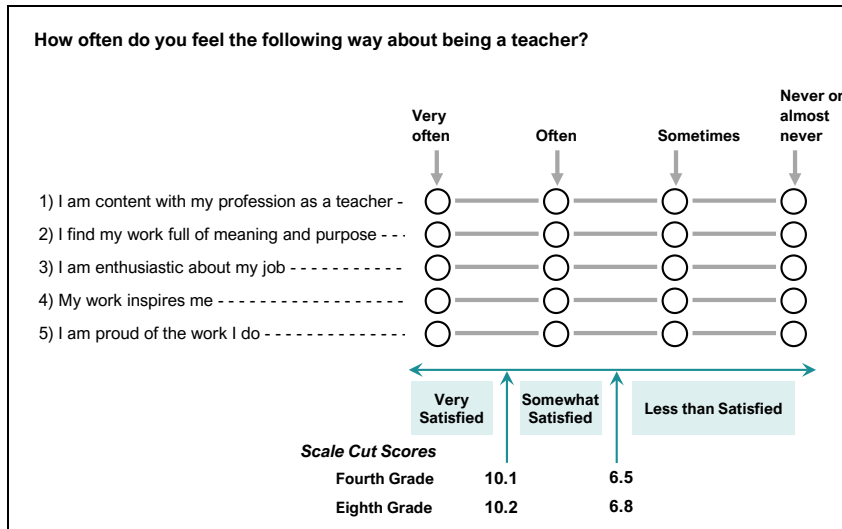 How often do you feel the following way about being a teacher?
Never or
almost
never
Very
often
Often
Sometimes
1) I am content with my profession as a teacher -
2) I find my work full of meaning and purpose - - -
3) I am enthusiastic about my job - - - - - - - - - - - -
4) My work inspires me - - - - - - - - - - - - - - - - - - -
5) I am proud of the work I do - - - - - - - - - - - - - -
Very
Satisfied
Somewhat
Satisfied
Less than Satisfied
Scale Cut Scores
Fourth Grade 10.1 6.5
Eighth Grade 10.2 6.8